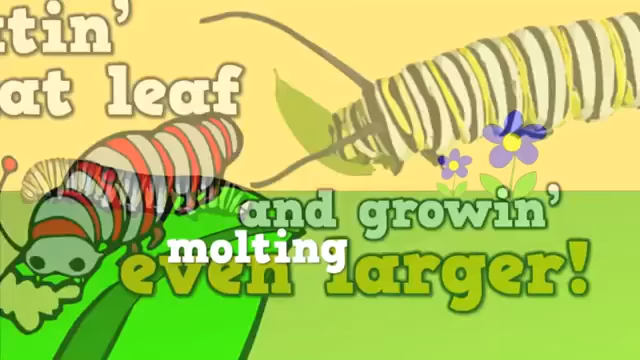 tin'
at leaf
and growin'
molting
even larger!